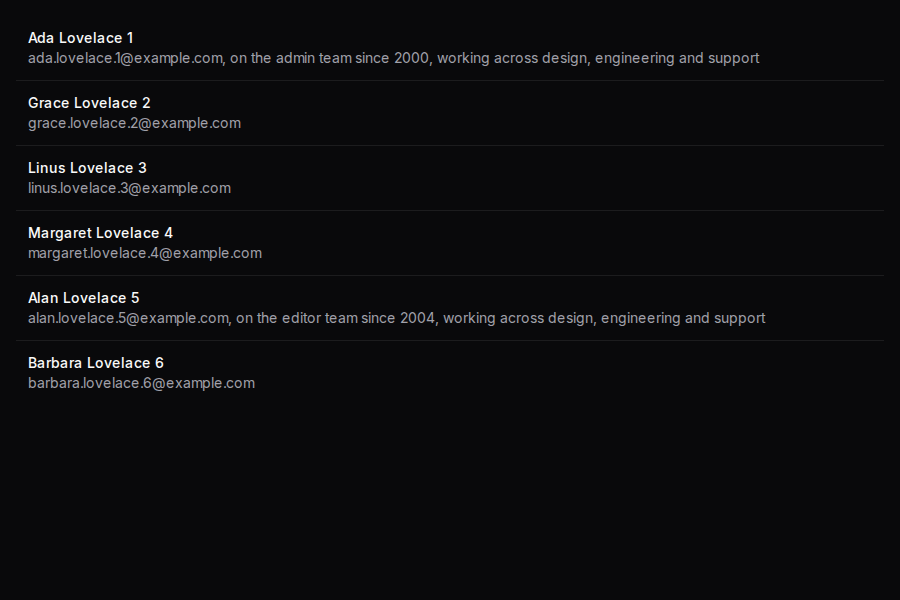 Ada Lovelace 1
ada.lovelace.1@example.com, on the admin team since 2000, working across design, engineering and support
Grace Lovelace 2
grace.lovelace.2@example.com
Linus Lovelace 3
linus.lovelace.3@example.com
Margaret Lovelace 4
margaret.lovelace.4@example.com
Alan Lovelace 5
alan.lovelace.5@example.com, on the editor team since 2004, working across design, engineering and support
Barbara Lovelace 6
barbara.lovelace.6@example.com